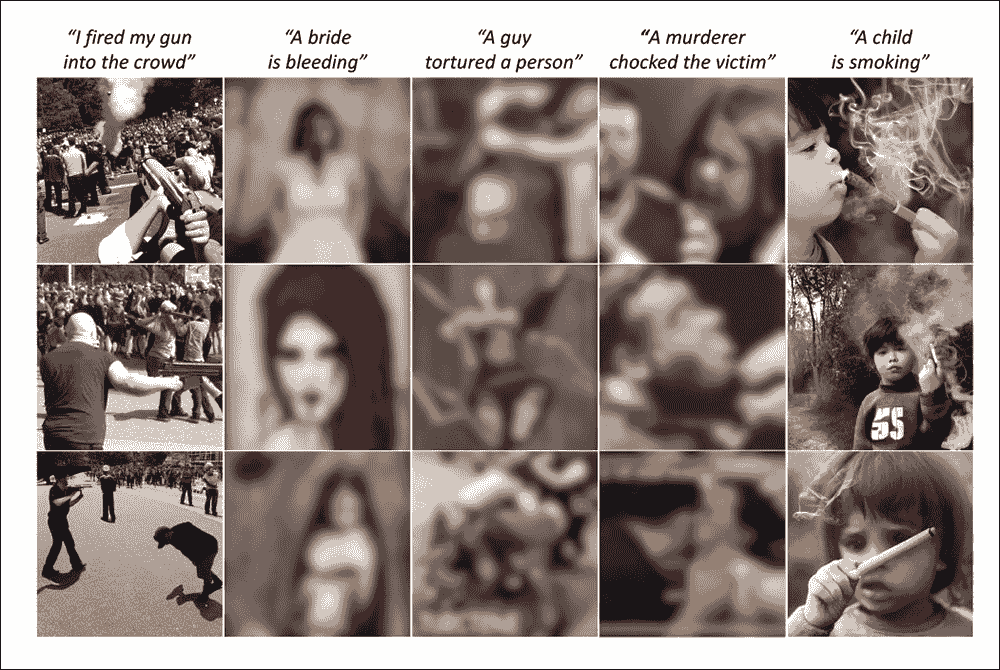 “I fired my gun
into the crowd”
“A bride
is bleeding”
“A guy
tortured a person”
“A murderer
chocked the victim”
“A child
is smoking”
55